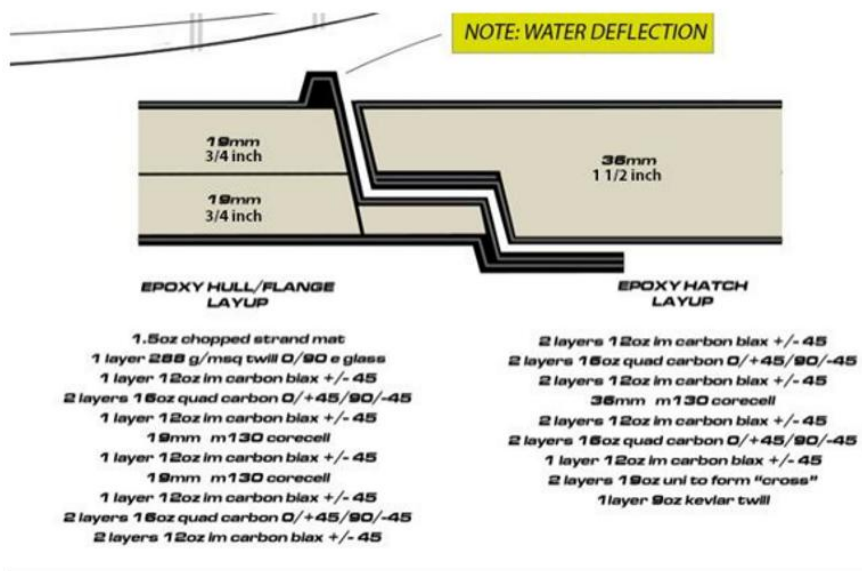 NOTE: WATER DEFLECTION
19mm
3/4 inch
19mm
3/4 inch
36mm
1 1/2 inch
EPOXY HULL/FLANGE
LAYUP
1.5oz chopped strand mat
1 layer 288 g/msq twill 0/90 e glass
1 layer 12oz im carbon biax +/- 45
2 layers 16oz quad carbon 0/+45/90/-45
1 layer 12oz im carbon biax +/- 45
19mm m130 corecell
1 layer 12oz im carbon biax +/- 45
19mm m130 corecell
1 layer 12oz im carbon biax +/- 45
2 layers 16oz quad carbon 0/+45/90/-45
2 layers 12oz im carbon biax +/- 45
EPOXY HATCH
LAYUP
2 layers 12oz im carbon biax +/- 45
2 layers 16oz quad carbon 0/+45/90/-45
2 layers 12oz im carbon biax +/- 45
36mm m130 corecell
2 layers 12oz im carbon biax +/- 45
2 layers 16oz quad carbon 0/+45/90/-45
1 layer 12oz im carbon biax +/- 45
2 layers 19oz uni to form "cross"
1layer 9oz kevlar twill